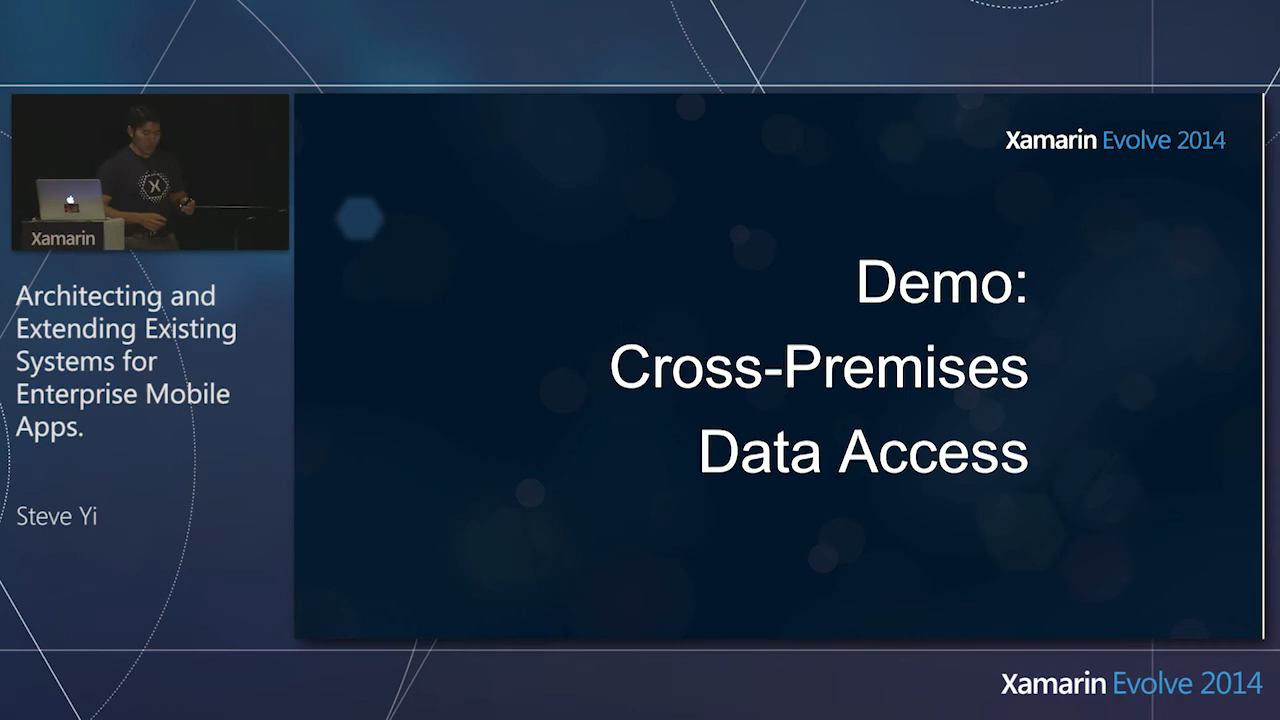 Xamarin
Architecting and
Extending Existing
Systems for
Enterprise Mobile
Apps.
Steve Yi
Xamarin Evolve 2014
Demo:
Cross-Premises
Data Access
Xamarin Evolve 2014